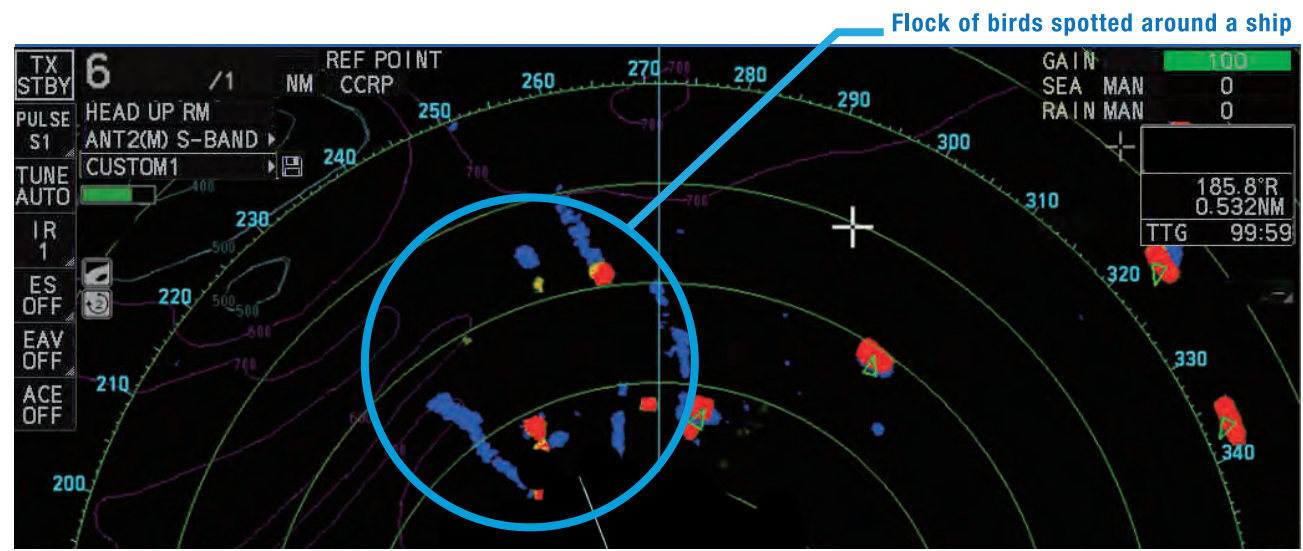 Flock of birds spotted around a ship
TX
STBY
6 /1 NM
REF POINT
CCRP
GAIN 100
SEA MAN 0
RAIN MAN 0
PULSE
S1
HEAD UP RM
ANT2(M) S-BAND
CUSTOM1
TUNE
AUTO
IR
1
ES
OFF
EAV
OFF
ACE
OFF
185.8°R
0.532NM
TTG 99:59
200
210
220
230
240
250
260
270
280
290
300
310
320
330
340
700
700
700
700
400
500
500
500
600
700